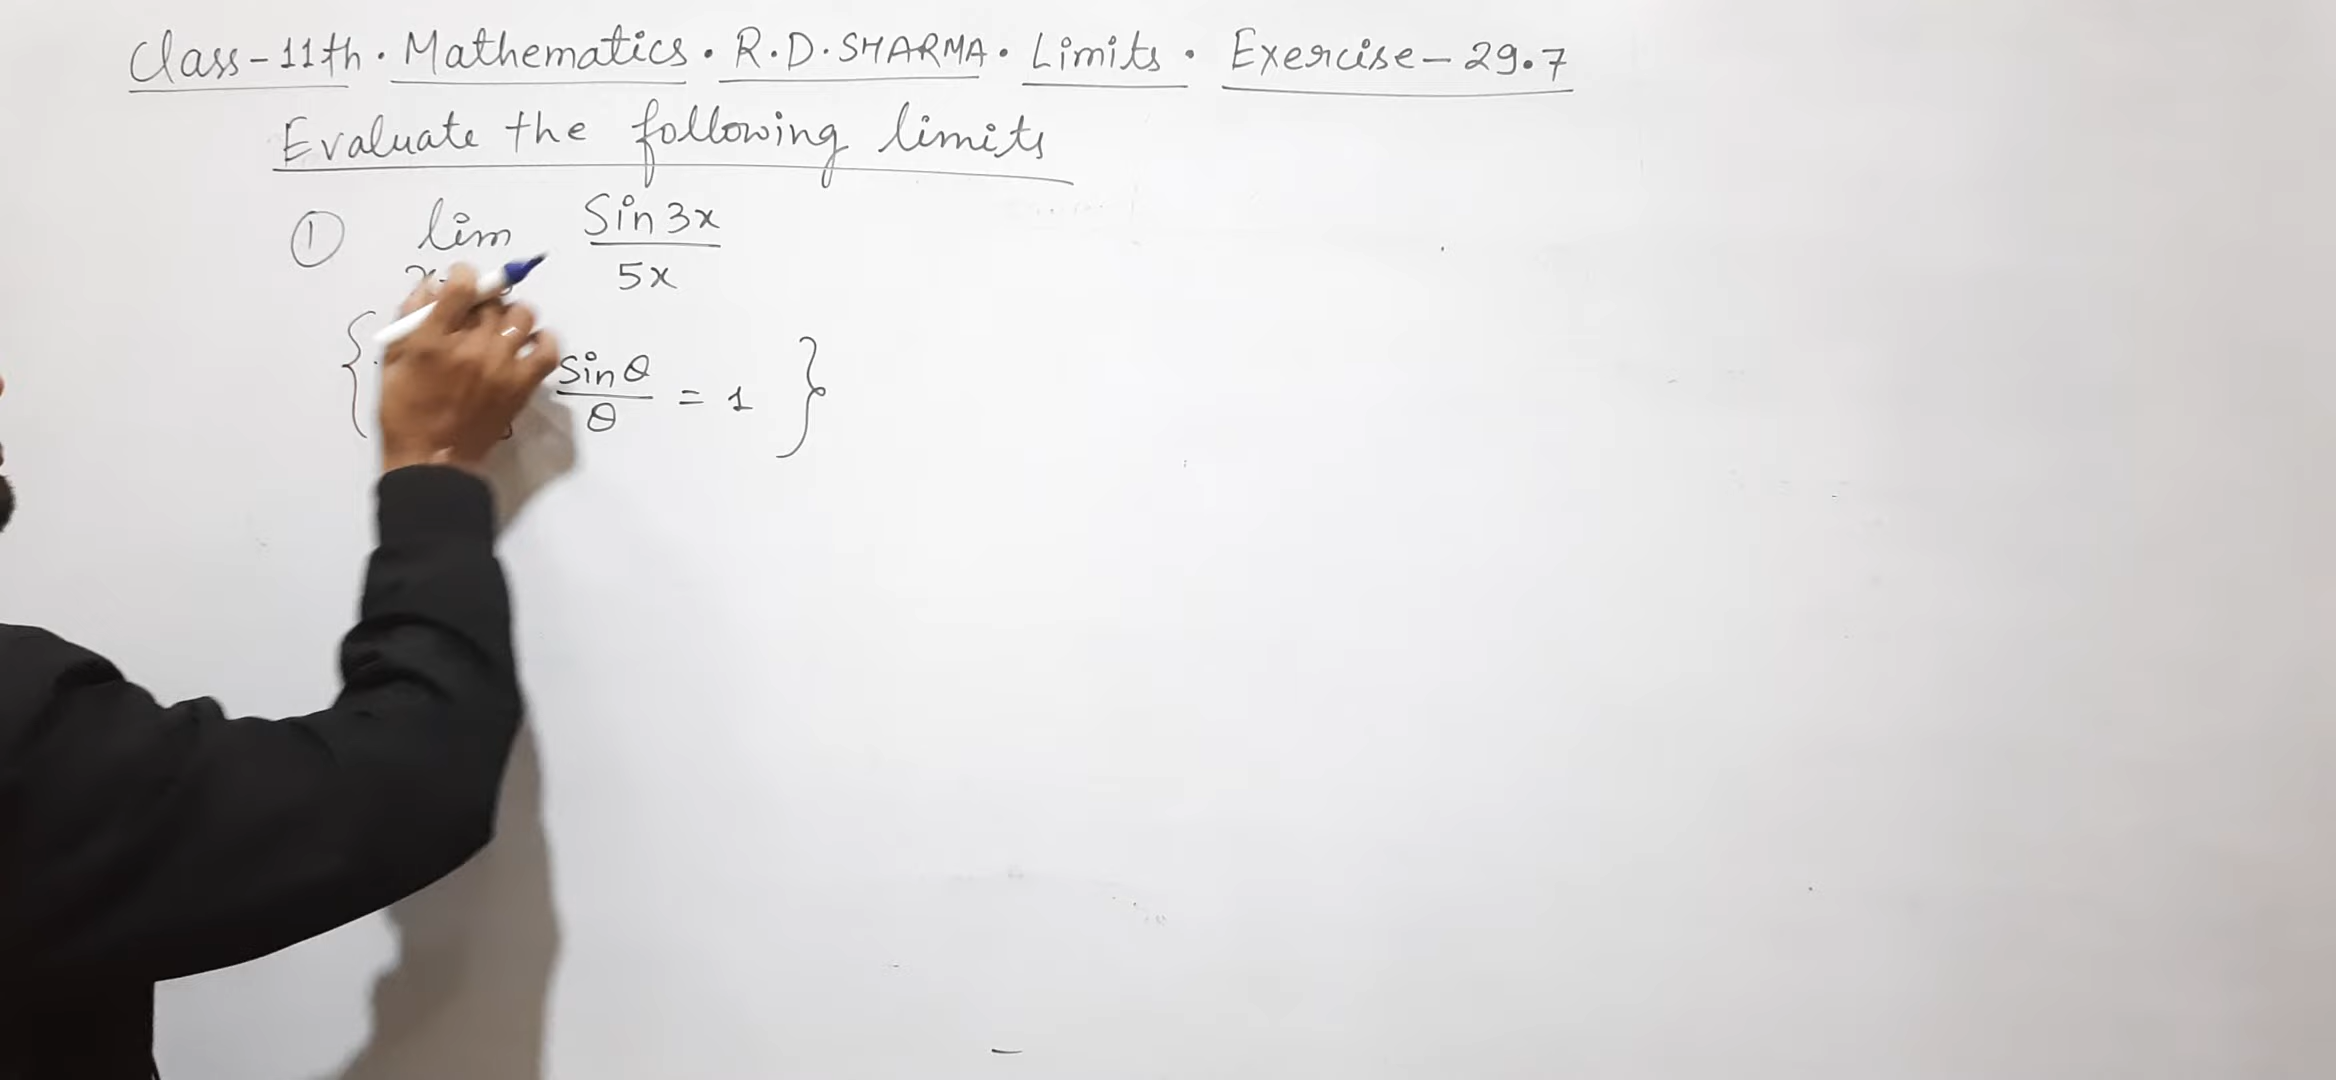 Class-11th. Mathematics. R.D.SHARMA. Limits. Exercise-29.7
Evaluate the following limits
① lim Sin 3x
x 5x
{ sin θ = 1 }
θ